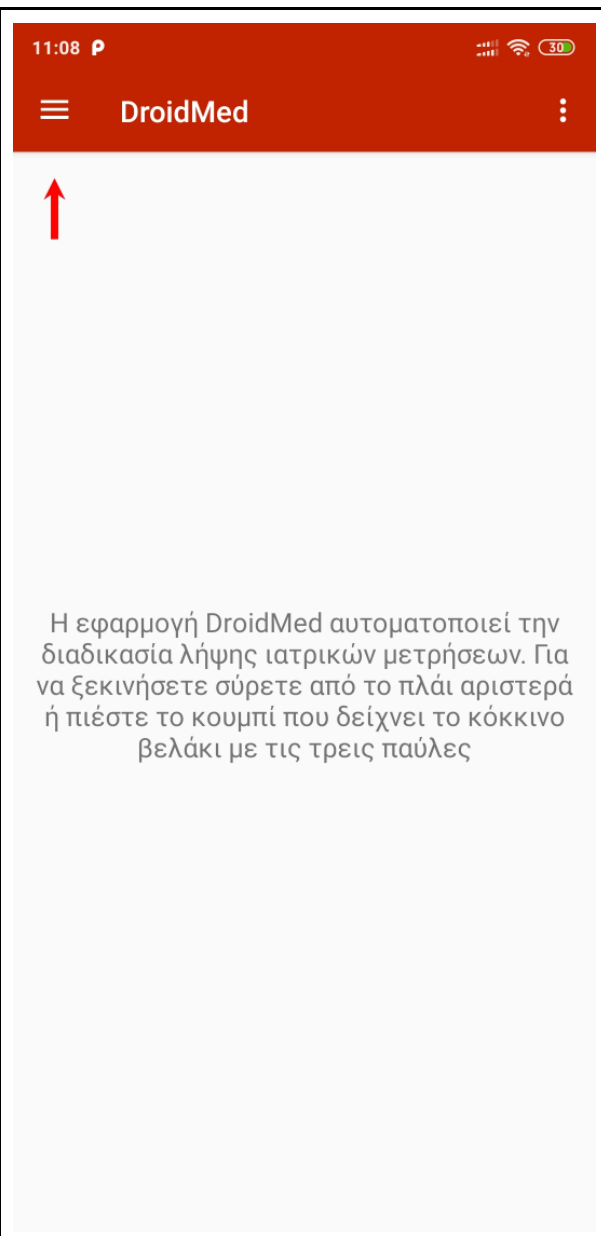 11:08
30
DroidMed
Η εφαρμογή DroidMed αυτοματοποιεί την
διαδικασία λήψης ιατρικών μετρήσεων. Για
να ξεκινήσετε σύρετε από το πλάι αριστερά
ή πιέστε το κουμπί που δείχνει το κόκκινο
βελάκι με τις τρεις παύλες